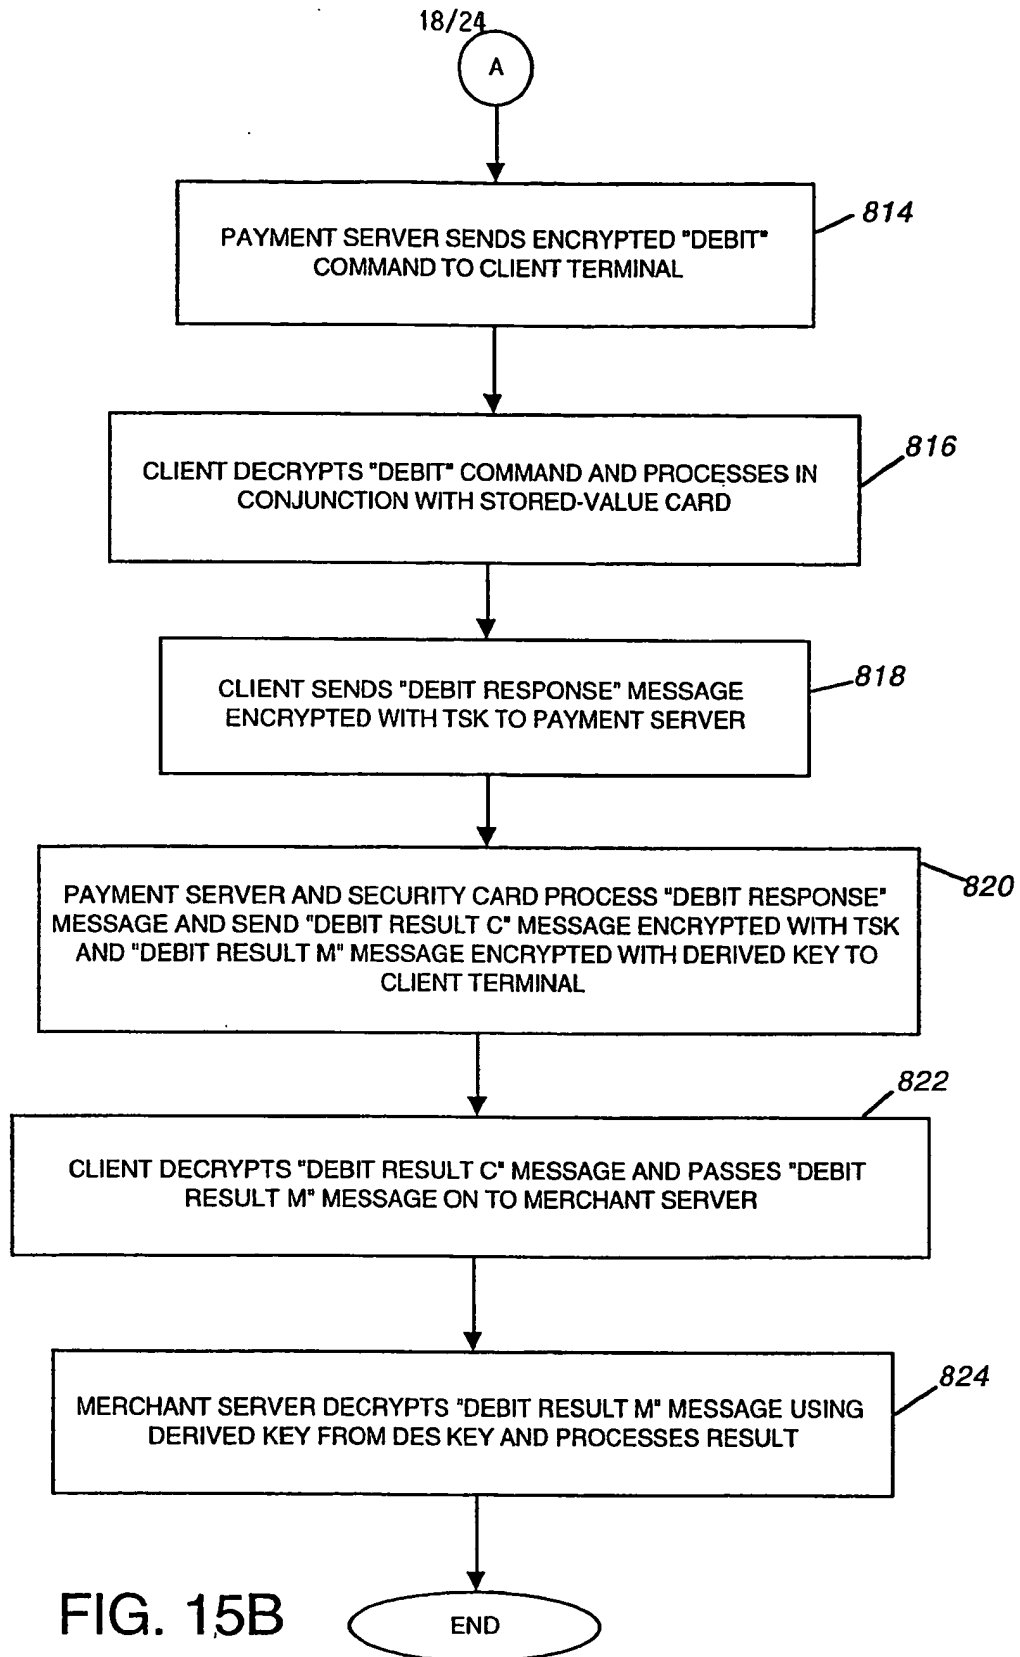 18/24
A
814
PAYMENT SERVER SENDS ENCRYPTED "DEBIT"
COMMAND TO CLIENT TERMINAL
816
CLIENT DECRYPTS "DEBIT" COMMAND AND PROCESSES IN
CONJUNCTION WITH STORED-VALUE CARD
818
CLIENT SENDS "DEBIT RESPONSE" MESSAGE
ENCRYPTED WITH TSK TO PAYMENT SERVER
820
PAYMENT SERVER AND SECURITY CARD PROCESS "DEBIT RESPONSE"
MESSAGE AND SEND "DEBIT RESULT C" MESSAGE ENCRYPTED WITH TSK
AND "DEBIT RESULT M" MESSAGE ENCRYPTED WITH DERIVED KEY TO
CLIENT TERMINAL
822
CLIENT DECRYPTS "DEBIT RESULT C" MESSAGE AND PASSES "DEBIT
RESULT M" MESSAGE ON TO MERCHANT SERVER
824
MERCHANT SERVER DECRYPTS "DEBIT RESULT M" MESSAGE USING
DERIVED KEY FROM DES KEY AND PROCESSES RESULT
FIG. 15B
END